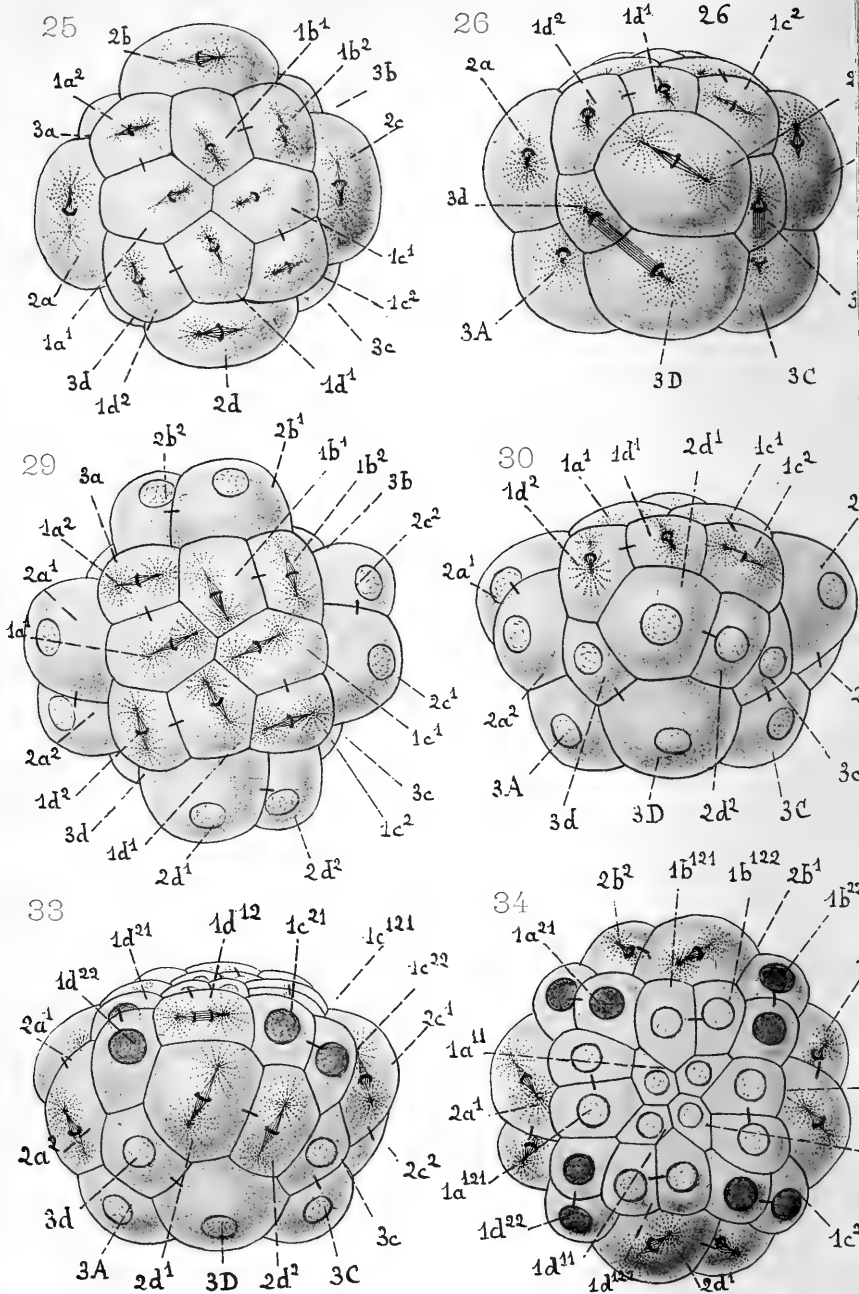 25
2b
1b¹
1b²
1a²
3b
3a
2c
2a
1c¹
1c²
1a¹
3c
3d
1d²
2d
1d¹
26
1d²
1d¹
26
1c²
2a
3d
3A
3D
3C
29
2b²
2b¹
1b¹
1b²
3a
3b
1a²
2c²
2a¹
1a¹
2c¹
1c¹
2a²
3c
1d²
1c²
3d
1d¹
2d¹
2d²
30
1a¹
1d¹
2d¹
1c¹
1c²
1d²
2a¹
2a²
3A
3c
3d
3D
2d²
3C
33
1d¹²
1c²¹
1d²¹
1c¹²¹
1d²²
1c²²
2a¹
2c¹
2a²
2c²
3d
3c
3A
2d¹
3D
2d²
3C
34
1b¹²¹
1b¹²²
2b²
2b¹
1a²¹
1a¹¹
2a¹
1a¹²¹
1d²²
1d¹¹
1d¹²²
2d¹